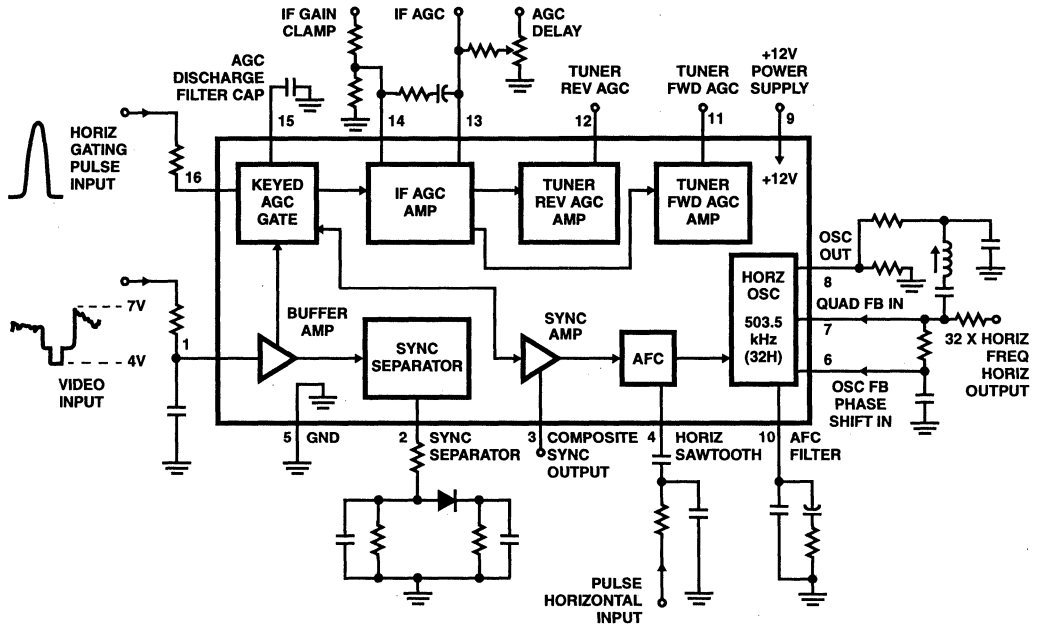 IF GAIN
CLAMP
IF AGC
AGC
DELAY
AGC
DISCHARGE
FILTER CAP
TUNER
REV AGC
TUNER
FWD AGC
+12V
POWER
SUPPLY
15
14
13
12
11
9
HORIZ
GATING
PULSE
INPUT
16
KEYED
AGC
GATE
IF AGC
AMP
TUNER
REV AGC
AMP
TUNER
FWD AGC
AMP
+12V
OSC
OUT
8
HORZ
OSC
503.5
kHz
(32H)
QUAD FB IN
7
32 X HORIZ
FREQ
HORIZ
OUTPUT
6
OSC FB
PHASE
SHIFT IN
7V
4V
VIDEO
INPUT
1
BUFFER
AMP
SYNC
SEPARATOR
SYNC
AMP
AFC
5 GND
2 SYNC
SEPARATOR
3 COMPOSITE
SYNC
OUTPUT
4 HORIZ
SAWTOOTH
10 AFC
FILTER
PULSE
HORIZONTAL
INPUT